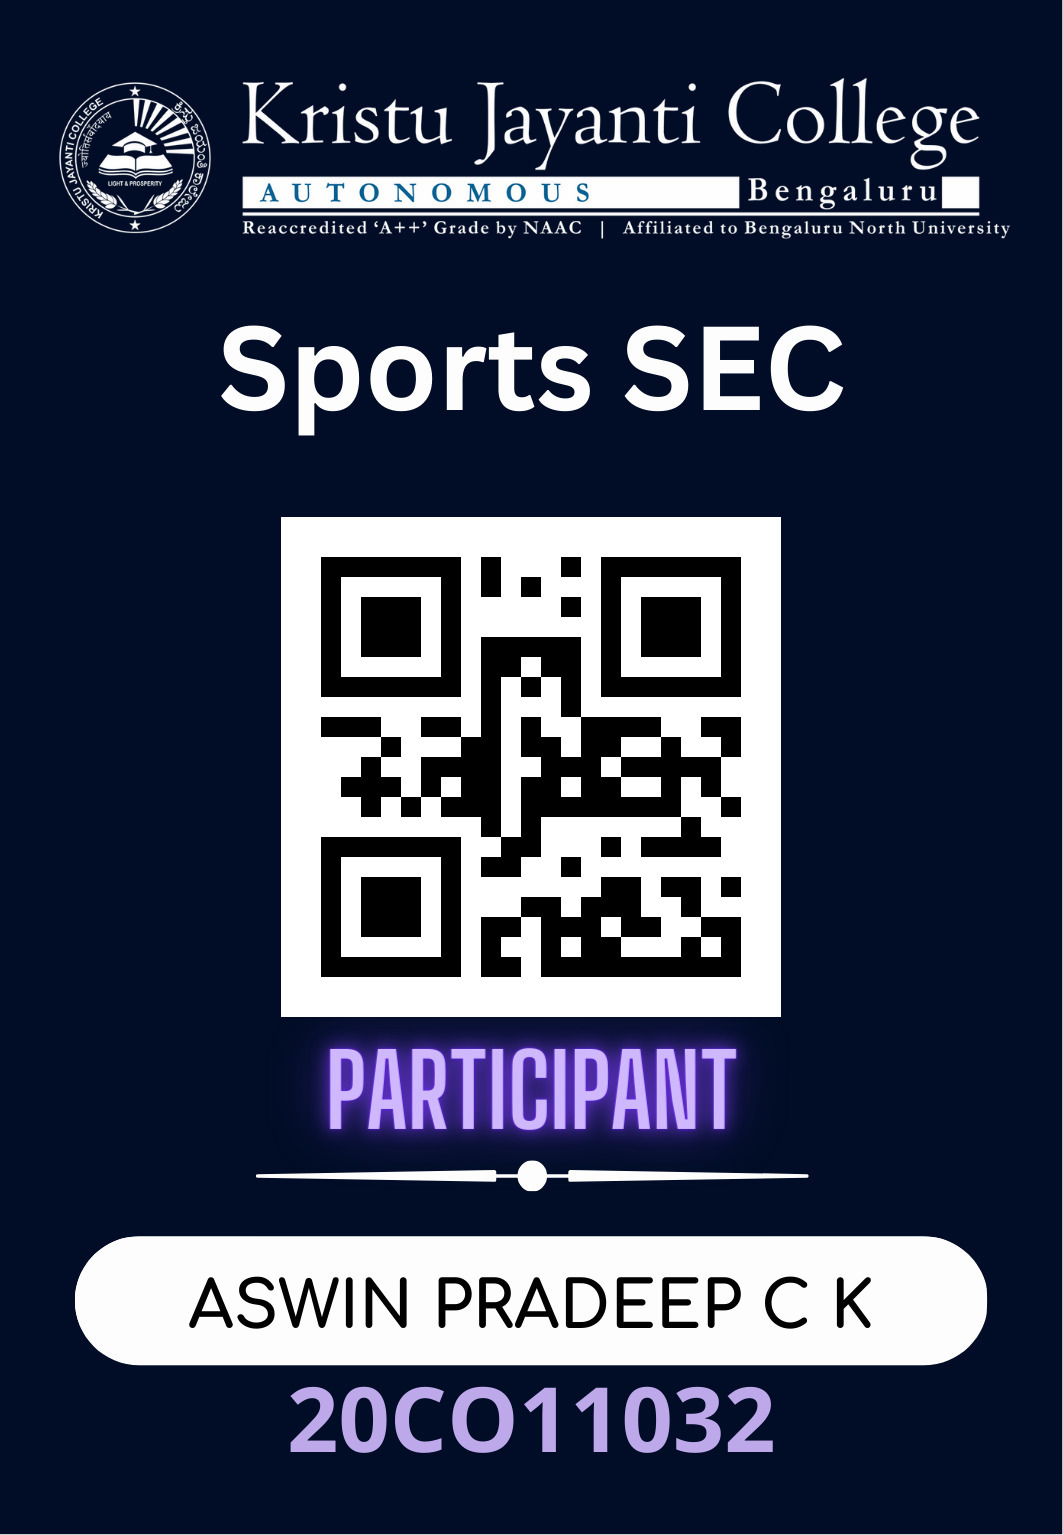 Kristu Jayanti College
AUTONOMOUS Bengaluru
Reaccredited ‘A++’ Grade by NAAC | Affiliated to Bengaluru North University
KRISTU JAYANTI COLLEGE
ಕ್ರಿಸ್ತು ಜಯಂತಿ ಕಾಲೇಜು
LIGHT & PROSPERITY
Sports SEC
PARTICIPANT
ASWIN PRADEEP C K
20CO11032